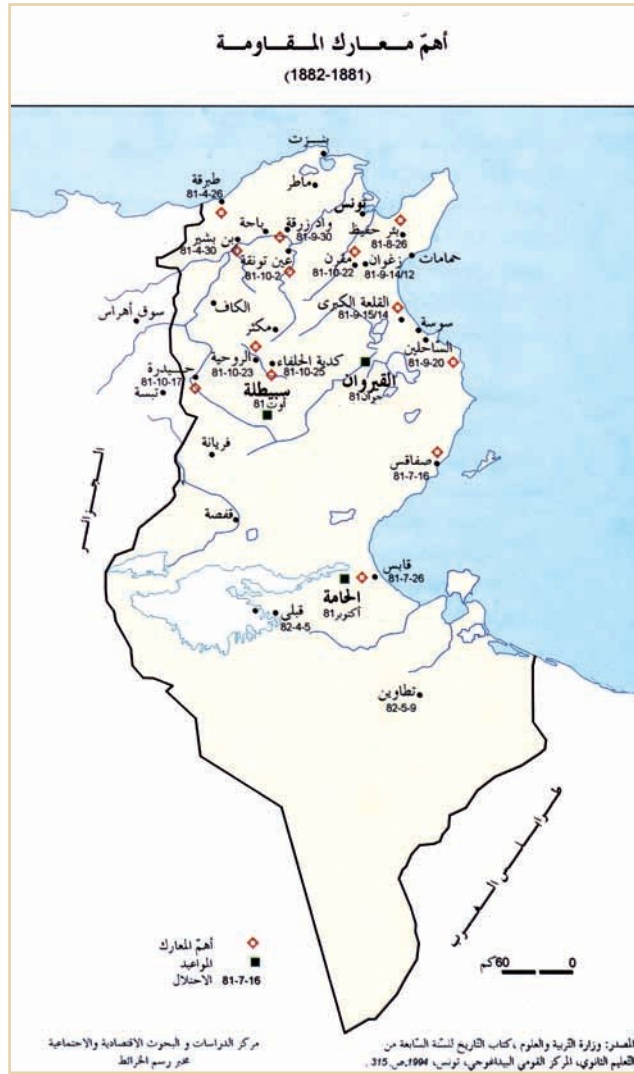 أهمّ معارك المقاومة
(1882-1881)
بنزرت
ماطر
طبرقة
81-4-26
تونس
باجة
واد زرقة
81-9-30
بئر حفيظ
81-8-26
بن بشير
81-4-30
عين تونقة
81-10-2
مقرن
81-10-22
زغوان
81-9-14/12
حمامات
سوق أهراس
الكاف
مكثر
القلعة الكبرى
81-9-15/14
سوسة
الساحلين
81-9-20
حيدرة
81-10-17
تبسة
الروحية
81-10-23
كدية الحلفاء
81-10-25
سبيطلة
أوت 81
القيروان
جوان 81
فريانة
صفاقس
81-7-16
الجزائر
قفصة
قابس
81-7-26
الحامة
أكتوبر 81
قبلي
82-4-5
تطاوين
82-5-9
طرابلس الغرب
أهمّ المعارك
المواعيد
81-7-16 الاحتلال
60كم 0
المصدر: وزارة التربية والعلوم، كتاب التاريخ للسنة السابعة من
التعليم الثانوي، المركز القومي البيداغوجي، تونس، 1994,ص. 315.
مركز الدراسات و البحوث الاقتصادية والاجتماعية
مخبر رسم الخرائط